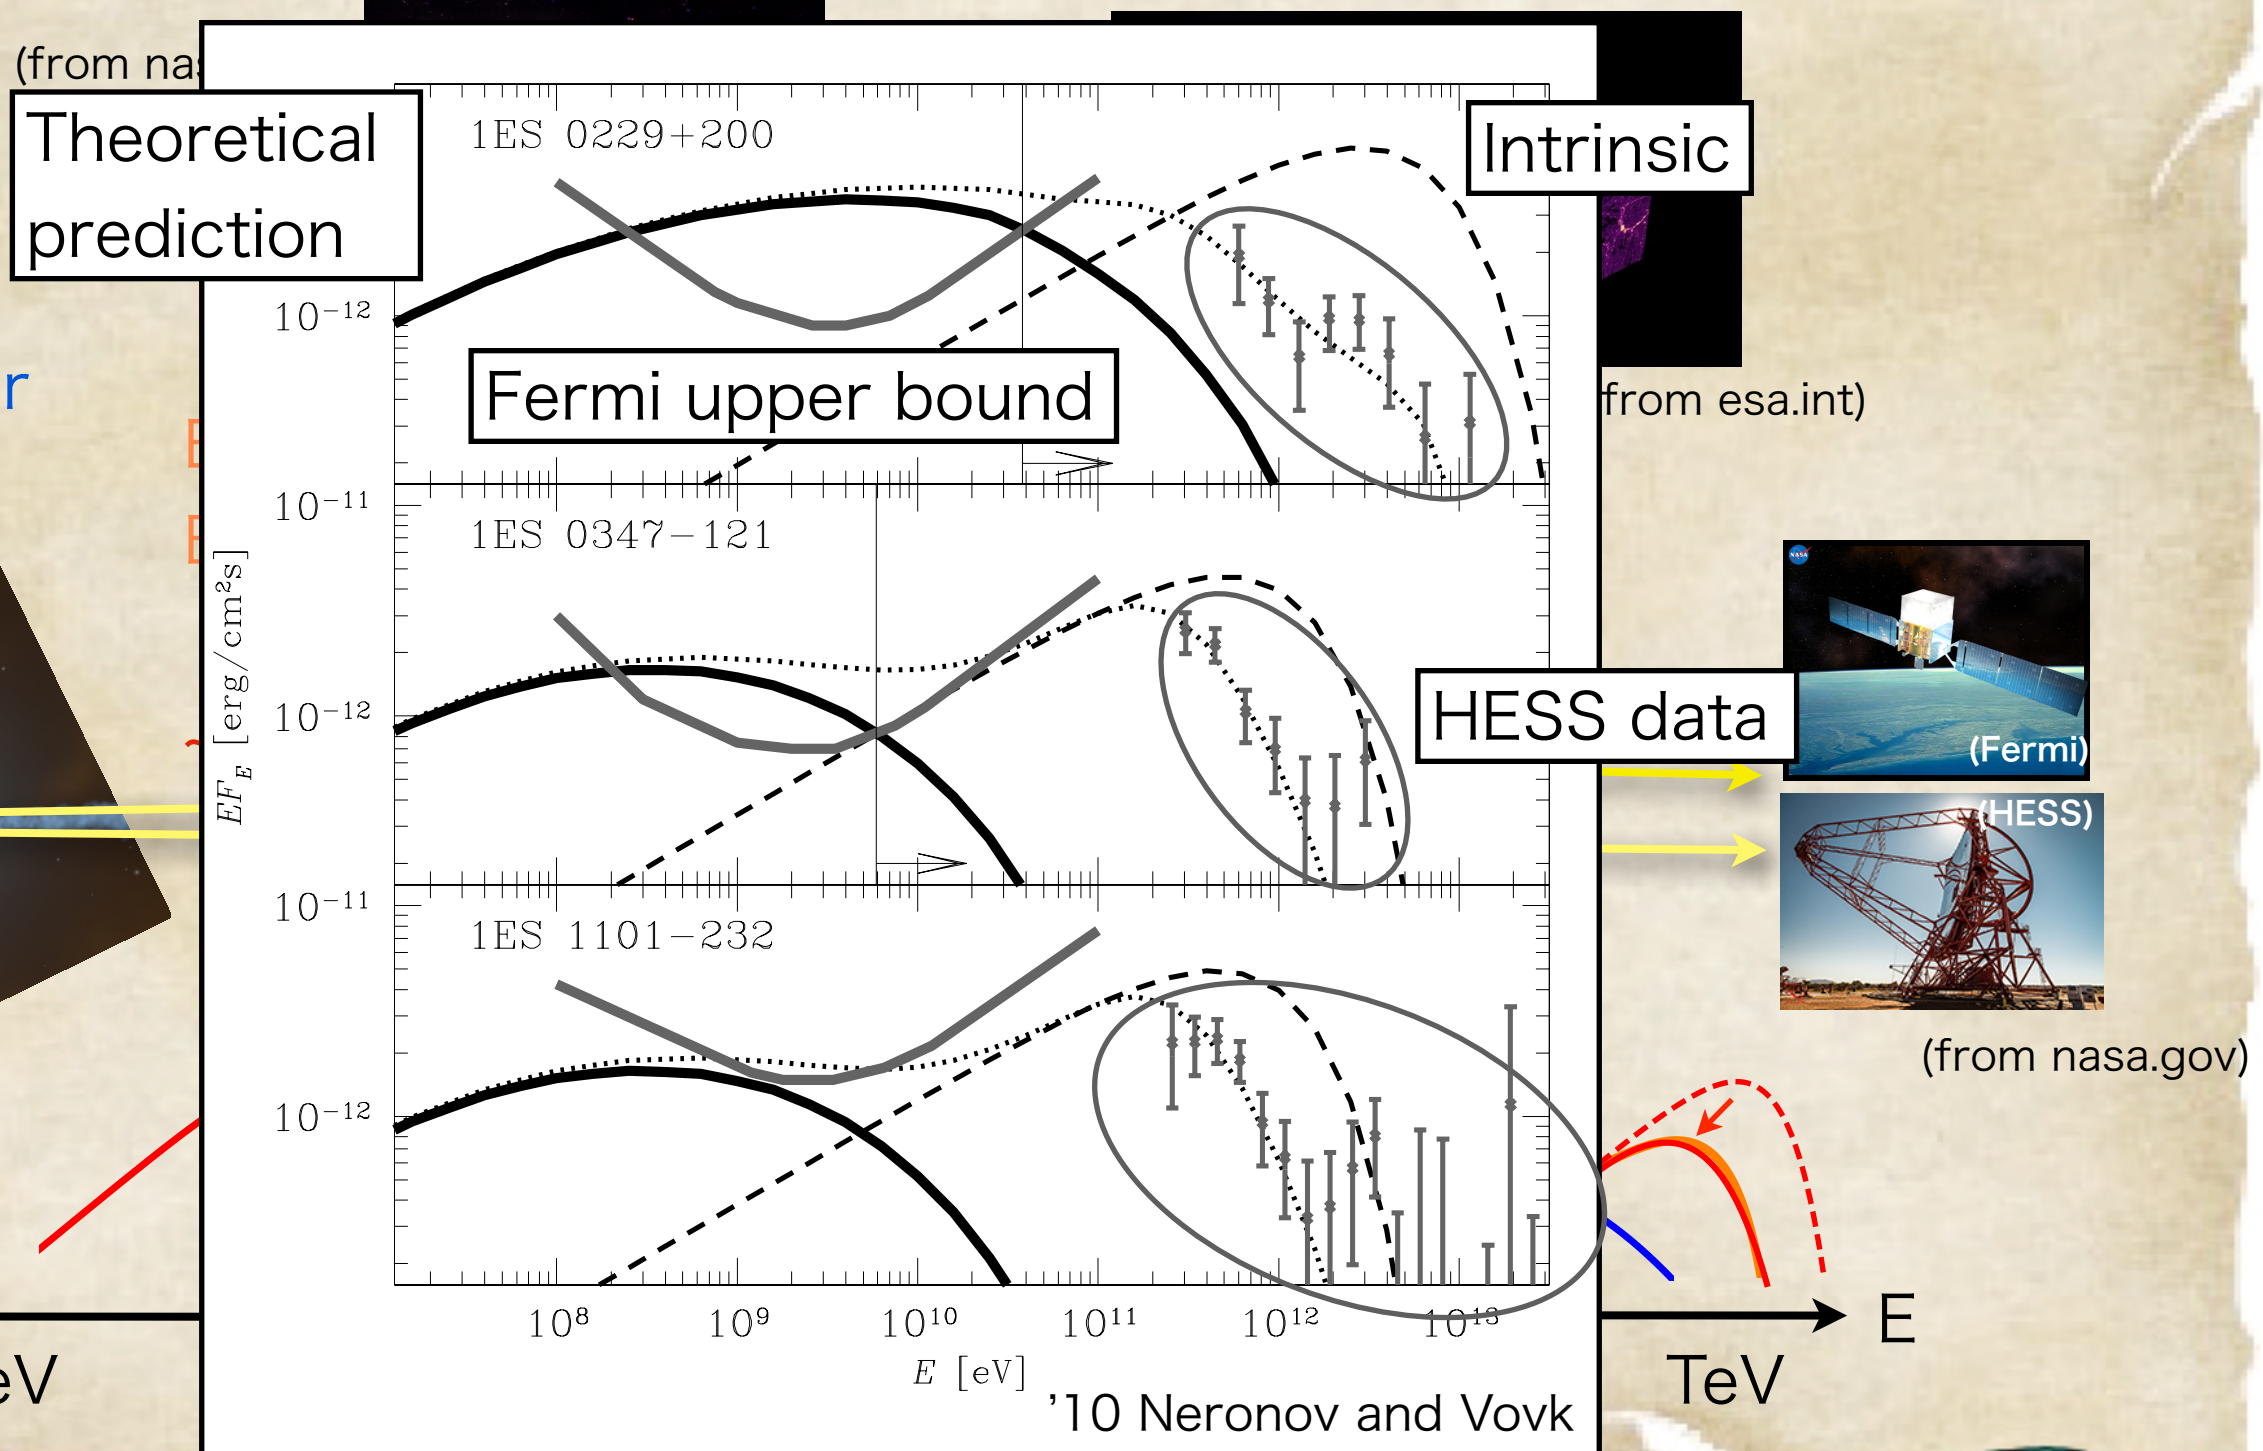 (from nas
Theoretical
prediction
1ES 0229+200
Intrinsic
10⁻¹²
Fermi upper bound
r
from esa.int)
E
E
10⁻¹¹
1ES 0347−121
EF_E [erg/cm²s]
10⁻¹²
HESS data
NASA
(Fermi)
(HESS)
10⁻¹¹
1ES 1101−232
(from nasa.gov)
10⁻¹²
10⁸ 10⁹ 10¹⁰ 10¹¹ 10¹² 10¹³
E
E [eV]
eV
TeV
'10 Neronov and Vovk